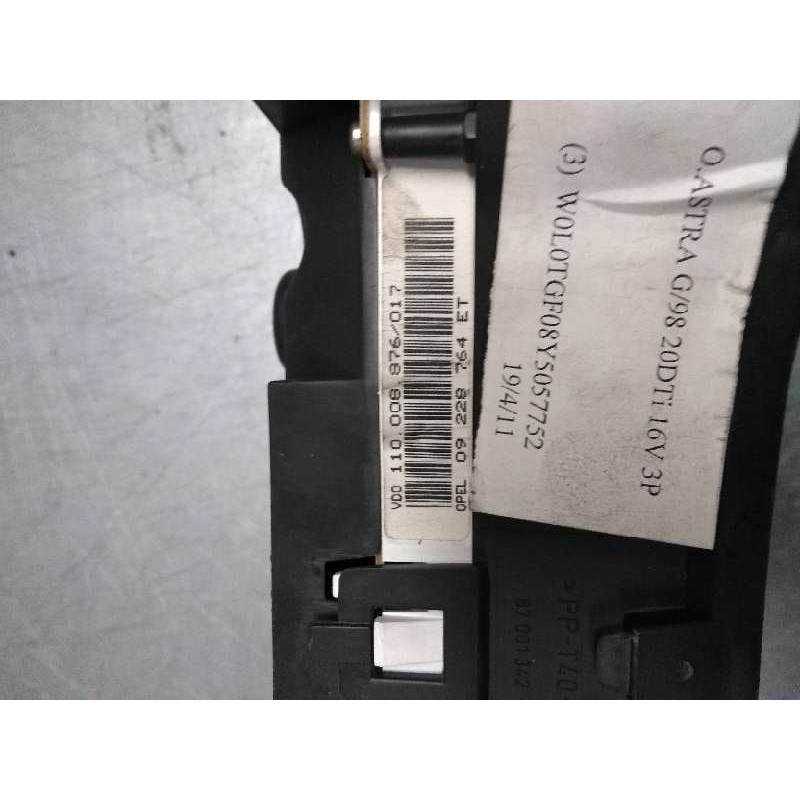 VDO 110.008.876/017
OPEL 09 228 764 ET
O.ASTRA G/98 20DTi 16V 3P
(3) W0L0TGF08Y5057752
19/4/11
>PP-T40
87001342